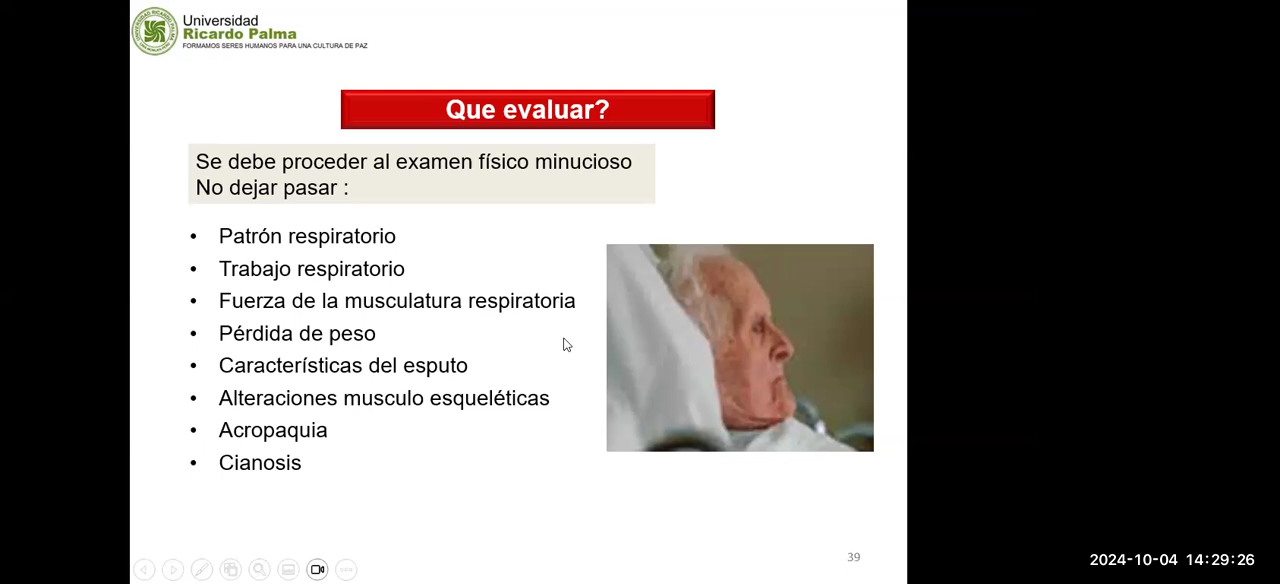 Universidad
Ricardo Palma
FORMAMOS SERES HUMANOS PARA UNA CULTURA DE PAZ
Que evaluar?
Se debe proceder al examen físico minucioso
No dejar pasar :
• Patrón respiratorio
• Trabajo respiratorio
• Fuerza de la musculatura respiratoria
• Pérdida de peso
• Características del esputo
• Alteraciones musculo esqueléticas
• Acropaquia
• Cianosis
39
2024-10-04 14:29:26